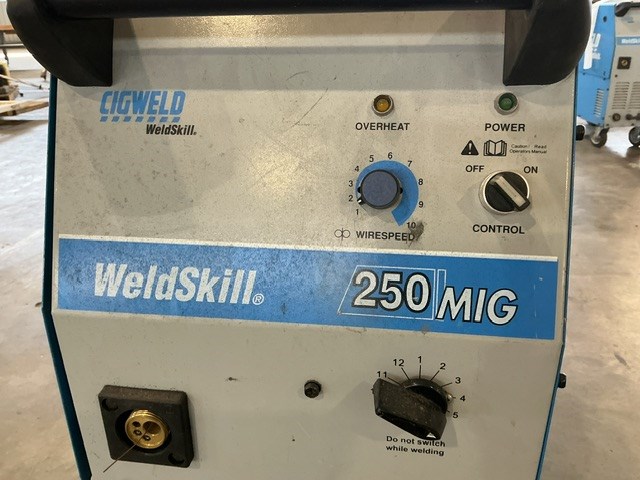 CIGWELD
WeldSkill®
OVERHEAT
POWER
Caution: Read
Operators Manual
OFF ON
1 2 3 4 5 6 7 8 9 10
WIRESPEED
CONTROL
WeldSkill®
250 MIG
11 12 1 2 3 4 5
Do not switch
while welding